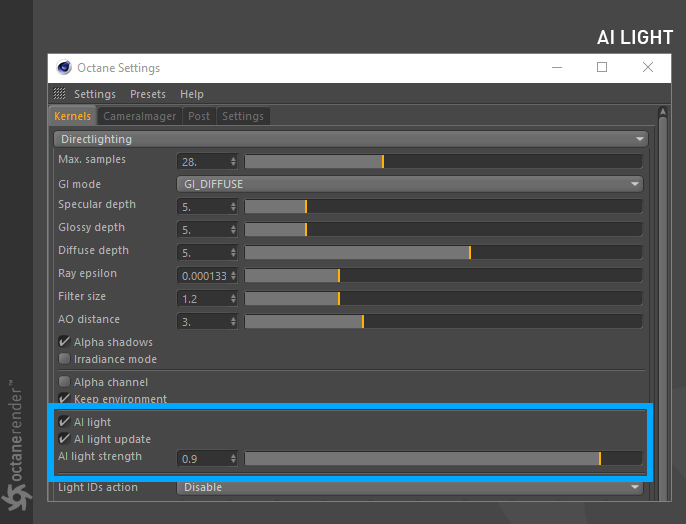 AI LIGHT
Octane Settings
Settings Presets Help
Kernels CameraImager Post Settings
Directlighting
Max. samples 28.
GI mode GI_DIFFUSE
Specular depth 5.
Glossy depth 5.
Diffuse depth 5.
Ray epsilon 0.000133
Filter size 1.2
AO distance 3.
Alpha shadows
Irradiance mode
Alpha channel
Keep environment
AI light
AI light update
AI light strength 0.9
Light IDs action Disable
octanerender™